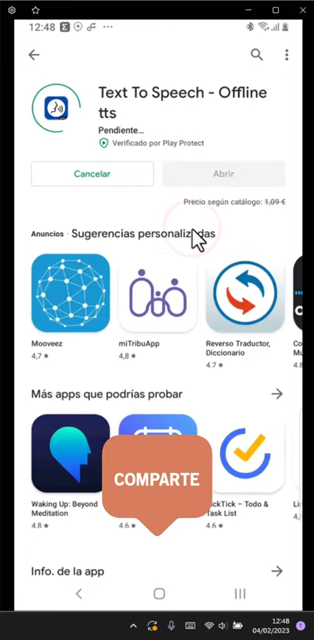 12:48
Text To Speech - Offline
tts
Pendiente...
Verificado por Play Protect
Cancelar
Abrir
Precio según catálogo: 1,09 €
Anuncios · Sugerencias personalizadas
Mooveez
4,7 ★
miTribuApp
4,8 ★
Reverso Traductor,
Diccionario
4.7 ★
4.8
Más apps que podrías probar
COMPARTE
Waking Up: Beyond
Meditation
4.8 ★
4.6 ★
TickTick – Todo &
Task List
4.6 ★
Info. de la app
12:48
04/02/2023